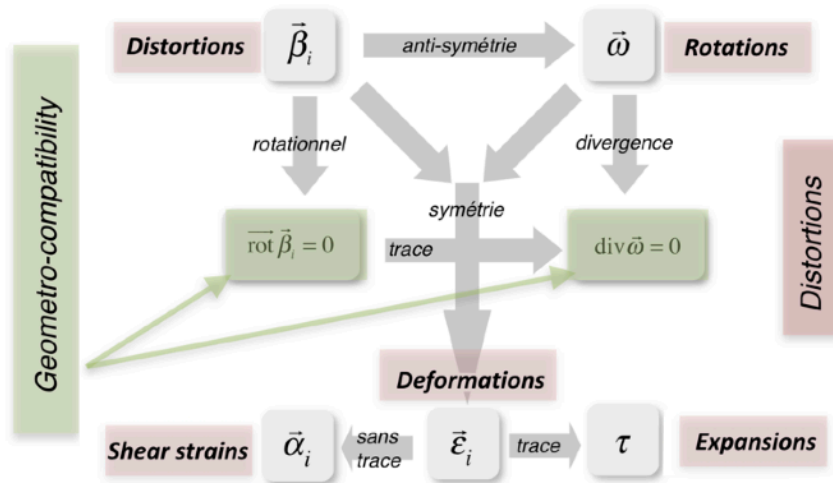 Distortions
β⃗ᵢ
anti-symétrie
ω⃗
Rotations
Geometro-compatibility
rotationnel
divergence
symétrie
Distortions
rot⃗ β⃗ᵢ = 0
trace
div ω⃗ = 0
Deformations
Shear strains
α⃗ᵢ
sans
trace
ε⃗ᵢ
trace
τ
Expansions